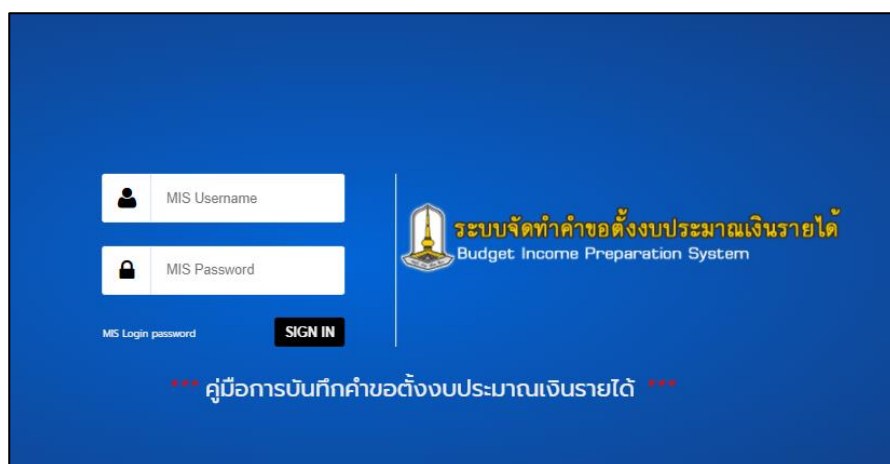 MIS Username
MIS Password
MIS Login password
SIGN IN
ระบบจัดทำคำขอตั้งงบประมาณเงินรายได้
Budget Income Preparation System
*** คู่มือการบันทึกคำขอตั้งงบประมาณเงินรายได้ ***